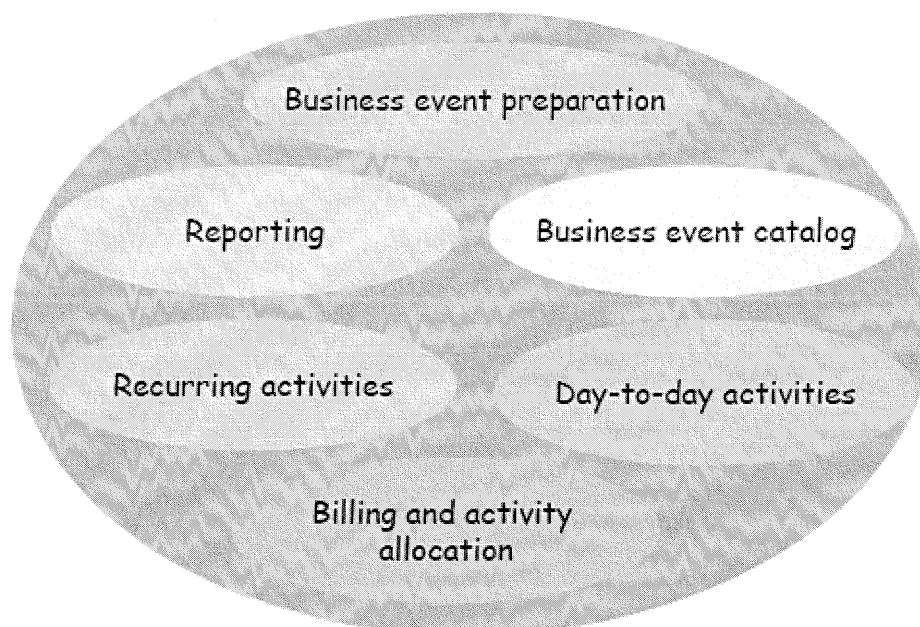 Business event preparation
Reporting
Business event catalog
Recurring activities
Day-to-day activities
Billing and activity
allocation